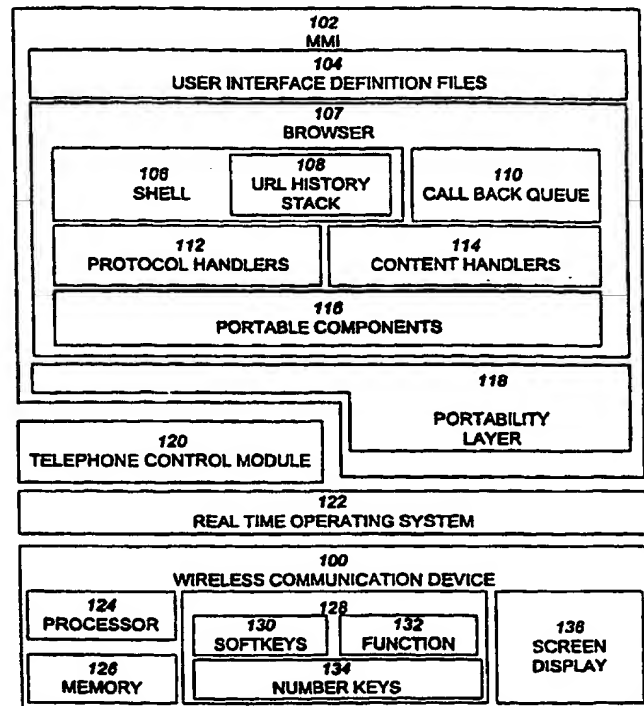 102
MMI
104
USER INTERFACE DEFINITION FILES
107
BROWSER
106
SHELL
108
URL HISTORY
STACK
110
CALL BACK QUEUE
112
PROTOCOL HANDLERS
114
CONTENT HANDLERS
116
PORTABLE COMPONENTS
118
PORTABILITY
LAYER
120
TELEPHONE CONTROL MODULE
122
REAL TIME OPERATING SYSTEM
100
WIRELESS COMMUNICATION DEVICE
124
PROCESSOR
126
MEMORY
128
130
SOFTKEYS
132
FUNCTION
134
NUMBER KEYS
136
SCREEN
DISPLAY